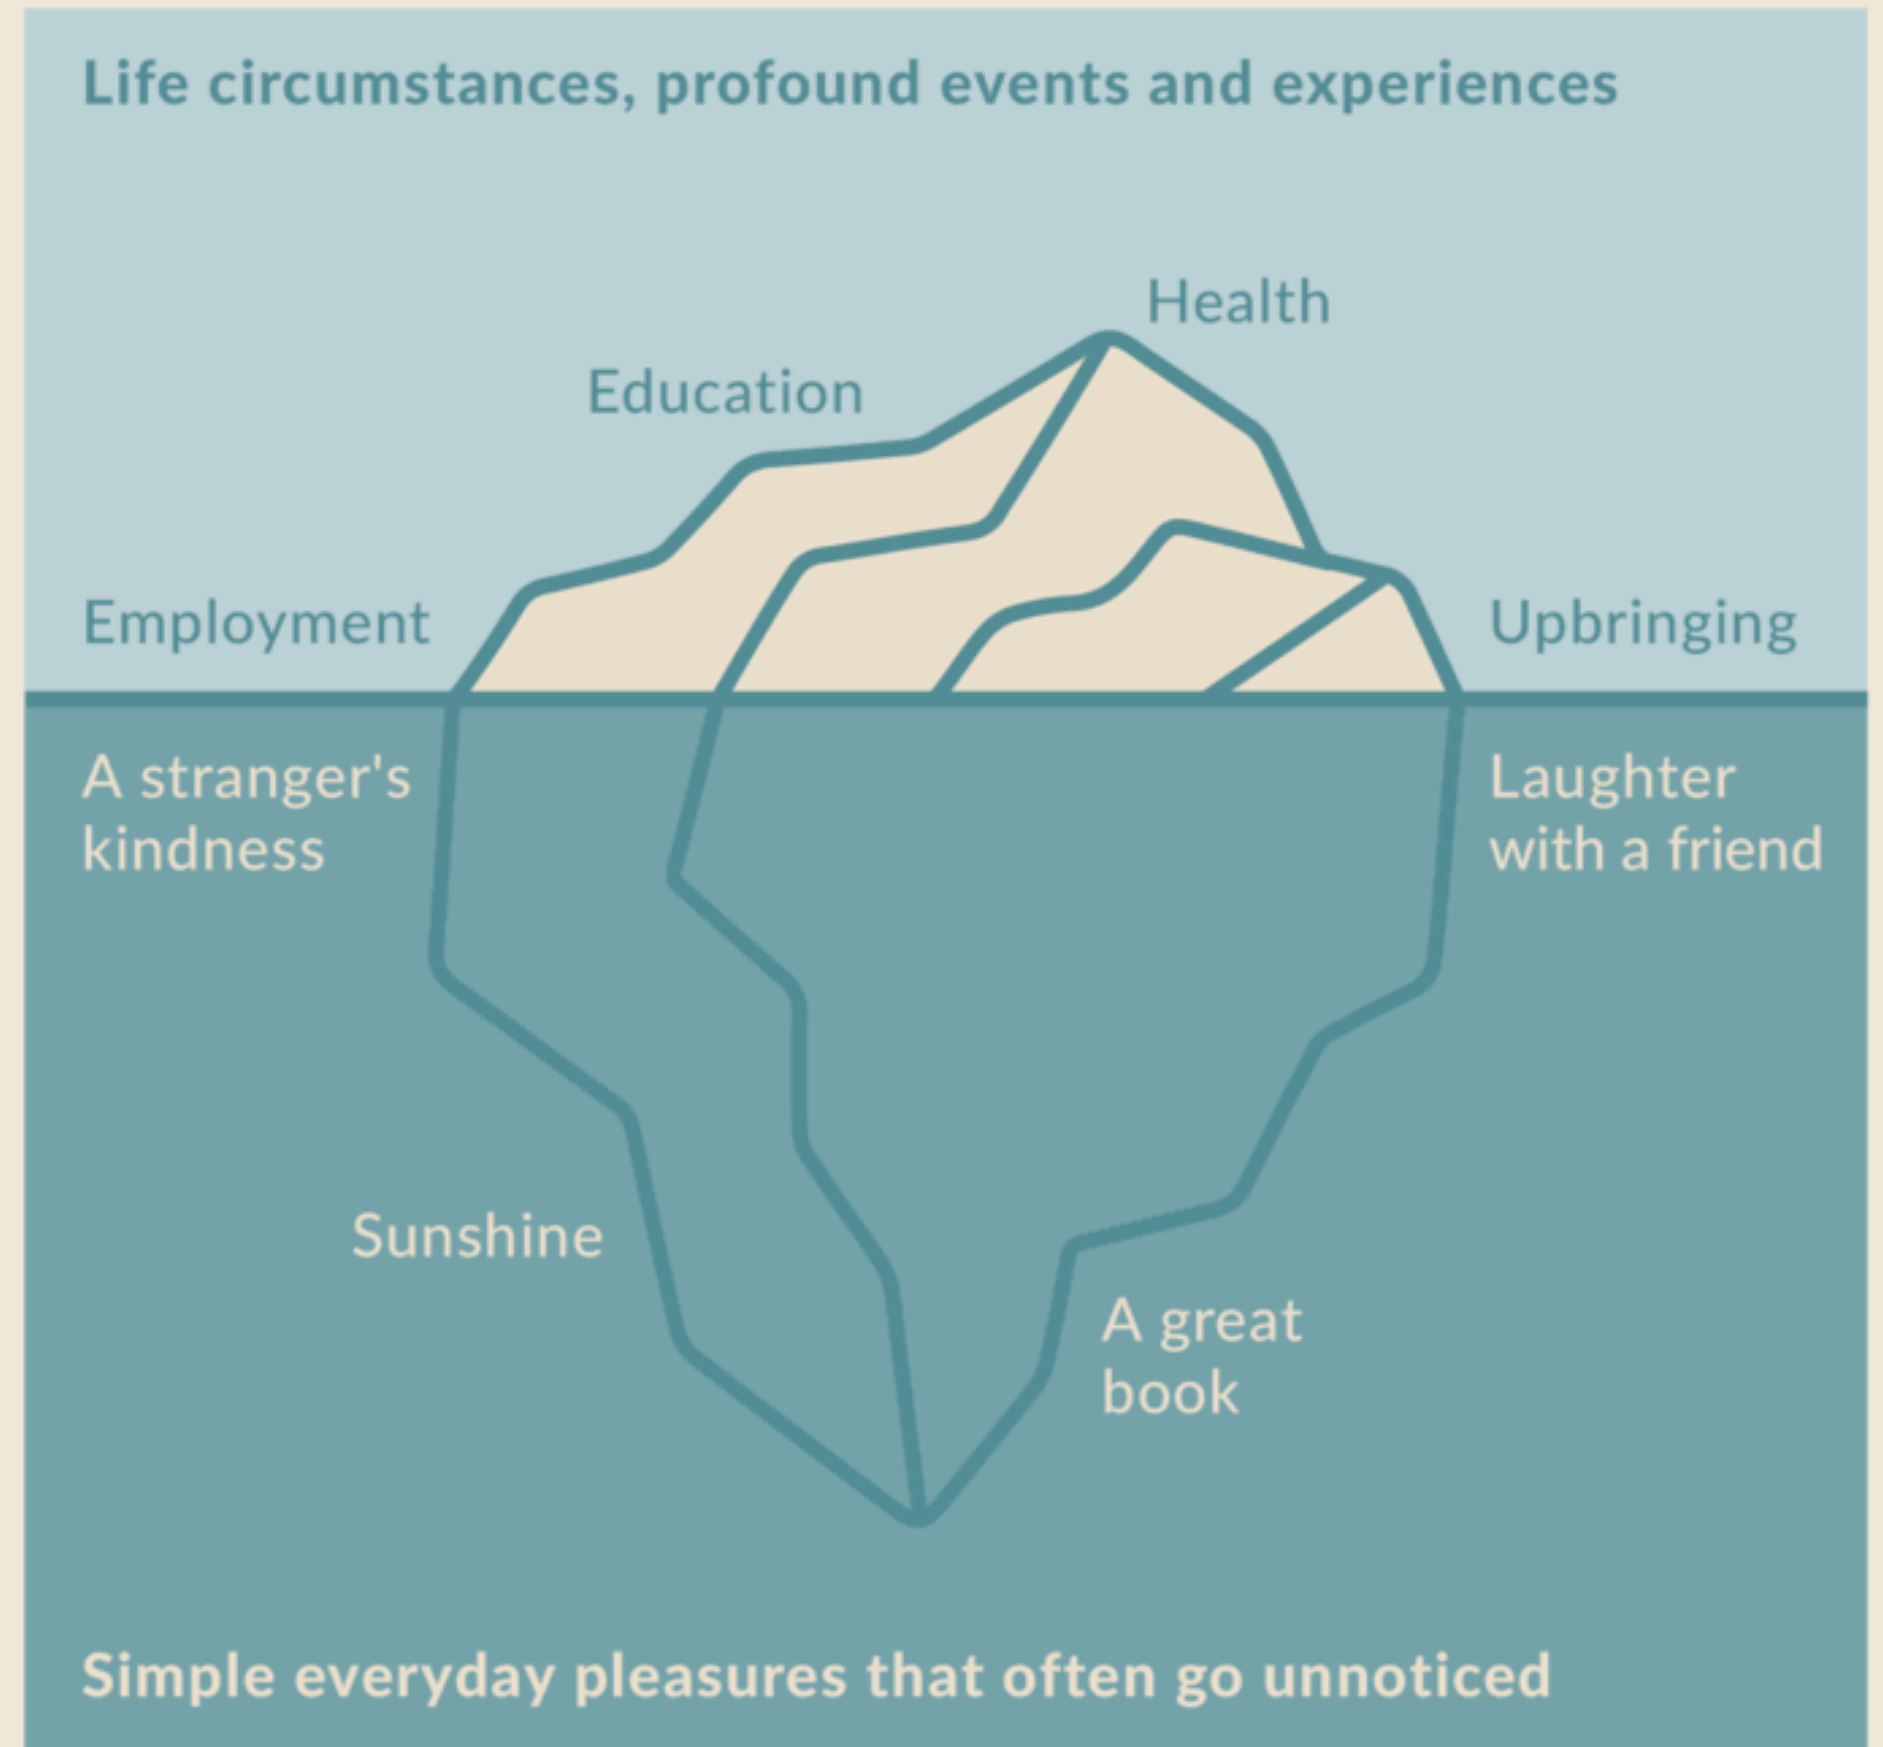 Life circumstances, profound events and experiences
Health
Education
Employment
Upbringing
A stranger's
kindness
Laughter
with a friend
Sunshine
A great
book
Simple everyday pleasures that often go unnoticed